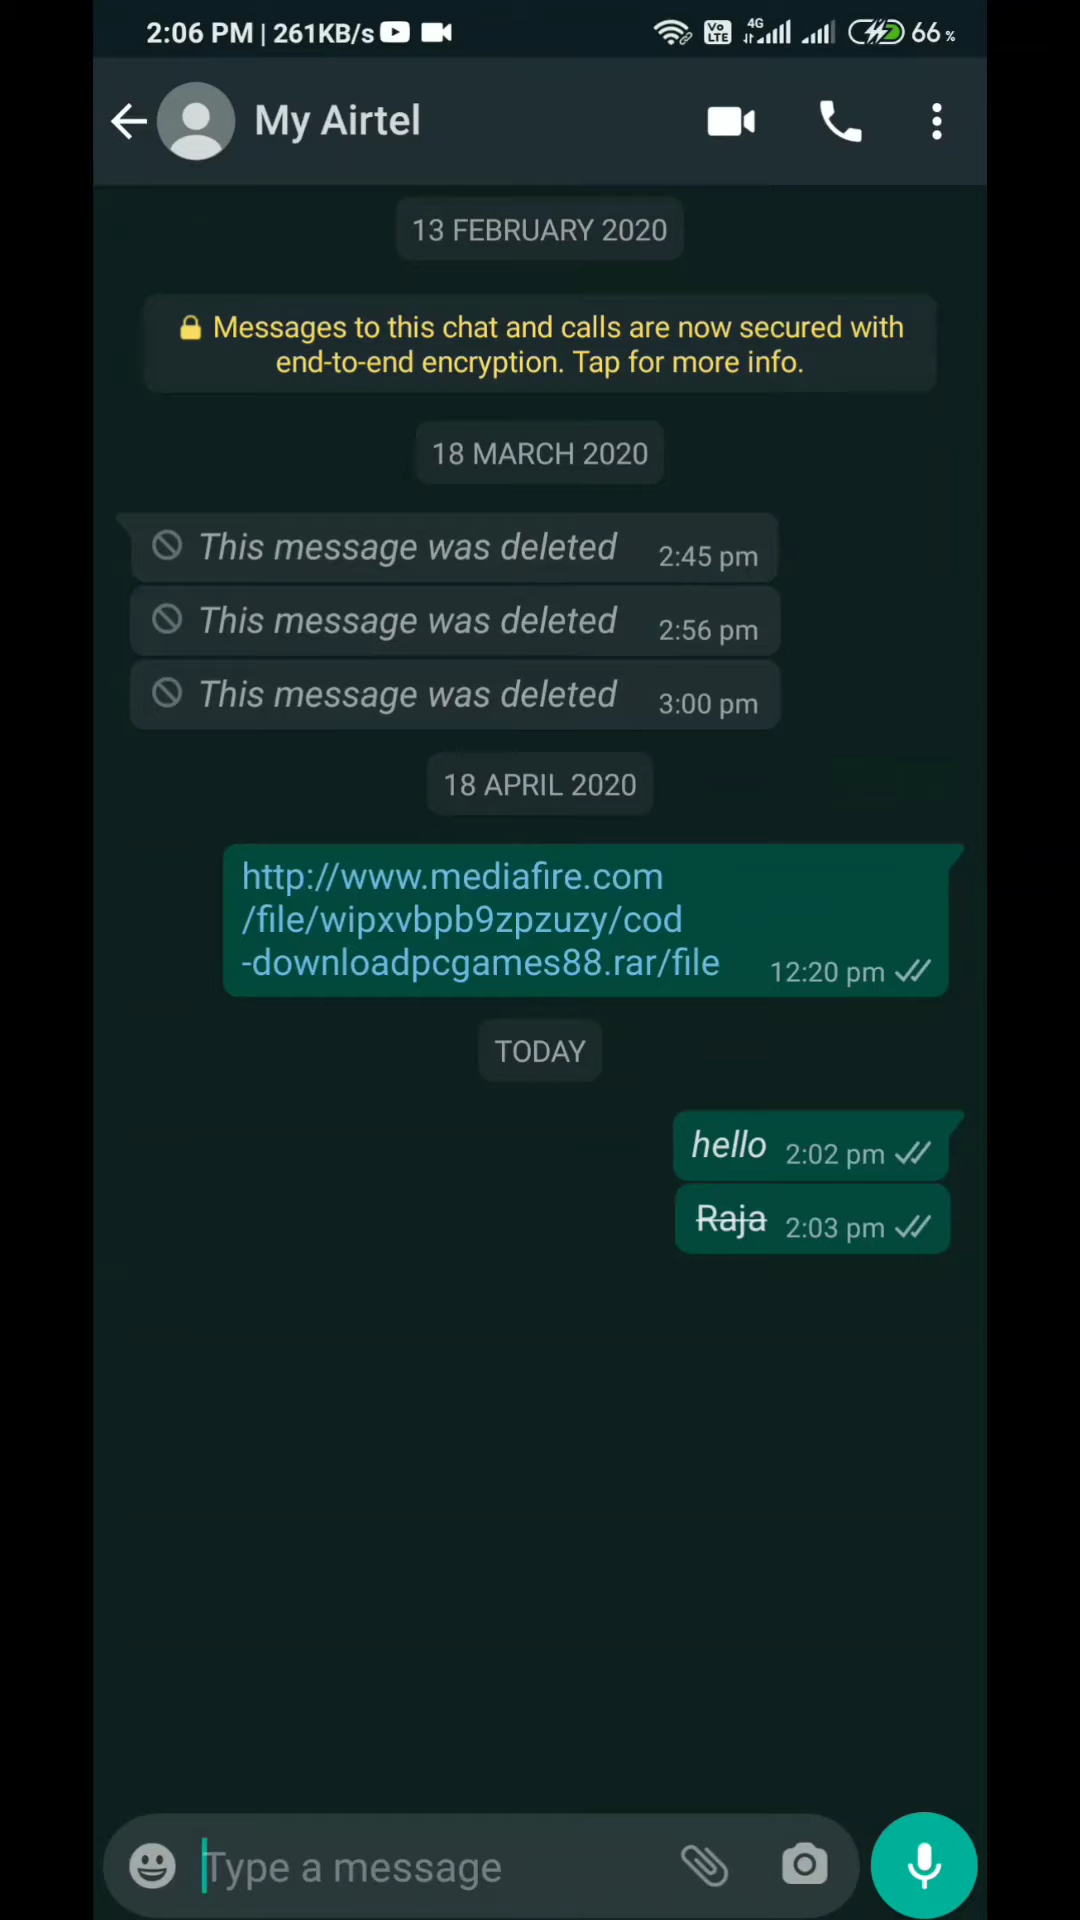 2:06 PM | 261KB/s
Vo LTE 4G 66%
My Airtel
13 FEBRUARY 2020
Messages to this chat and calls are now secured with
end-to-end encryption. Tap for more info.
18 MARCH 2020
This message was deleted 2:45 pm
This message was deleted 2:56 pm
This message was deleted 3:00 pm
18 APRIL 2020
http://www.mediafire.com
/file/wipxvbpb9zpzuzy/cod
-downloadpcgames88.rar/file 12:20 pm
TODAY
hello 2:02 pm
Raja 2:03 pm
Type a message